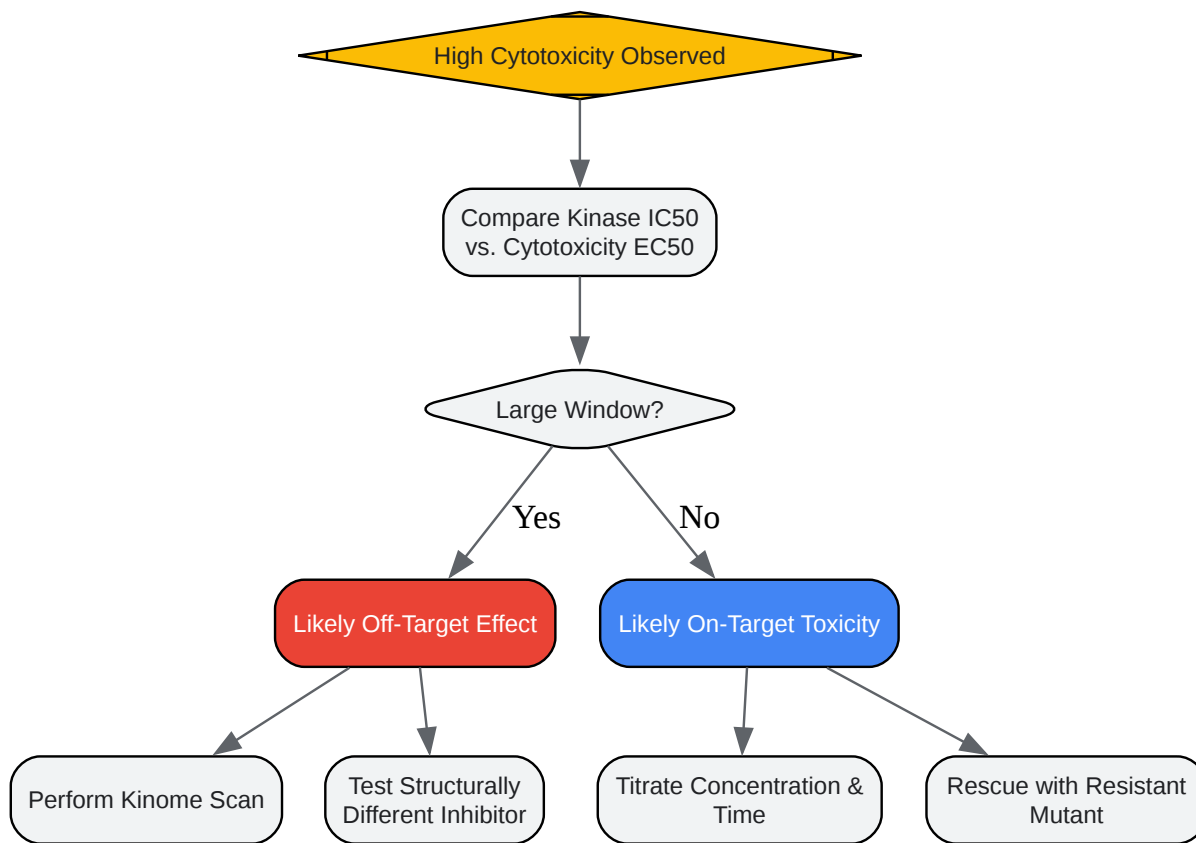 High Cytotoxicity Observed
Compare Kinase IC50
vs. Cytotoxicity EC50
Large Window?
Yes
No
Likely Off-Target Effect
Likely On-Target Toxicity
Perform Kinome Scan
Test Structurally
Different Inhibitor
Titrate Concentration &
Time
Rescue with Resistant
Mutant